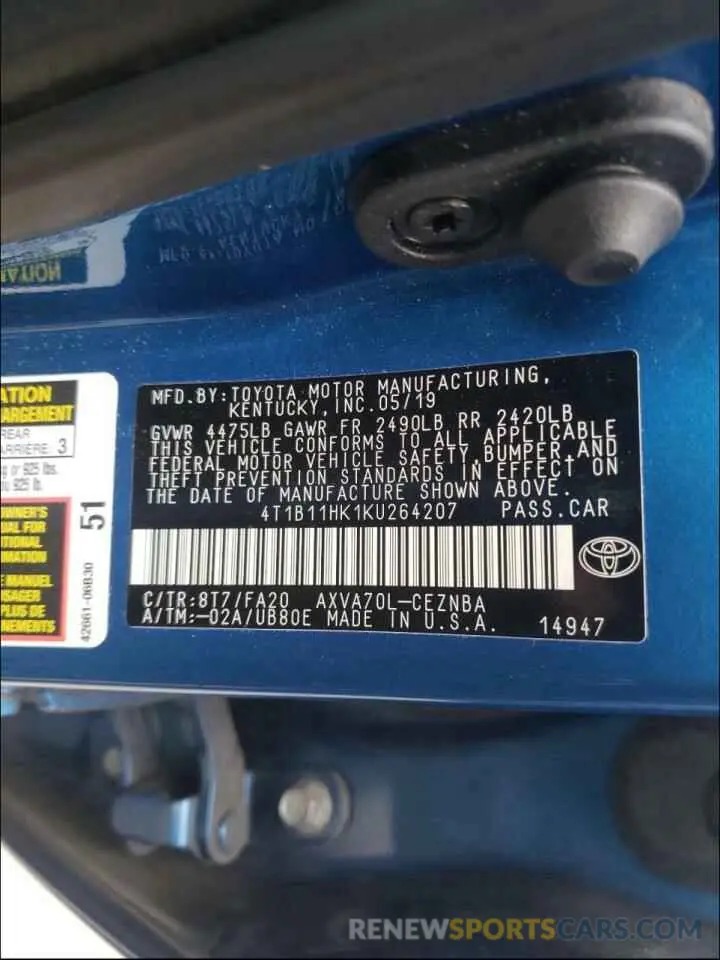 MFD. BY: TOYOTA MOTOR MANUFACTURING,
KENTUCKY, INC. 05/19
GVWR 4475LB GAWR FR 2490LB RR 2420LB
THIS VEHICLE CONFORMS TO ALL APPLICABLE
FEDERAL MOTOR VEHICLE SAFETY, BUMPER, AND
THEFT PREVENTION STANDARDS IN EFFECT ON
THE DATE OF MANUFACTURE SHOWN ABOVE.
4T1B11HK1KU264207 PASS. CAR
C/TR: 8T7/FA20 AXVA70L-CEZNBA
A/TM:-02A/UB80E MADE IN U.S.A. 14947
REAR
3
625 lbs.
51
42661-06B30
RENEWSPORTSCARS.COM